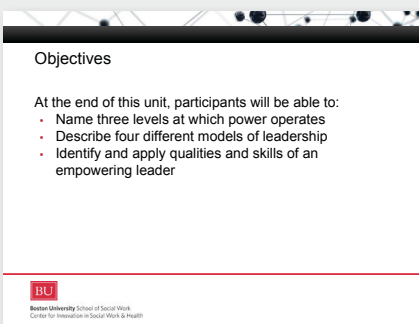 Objectives
At the end of this unit, participants will be able to:
▪ Name three levels at which power operates
▪ Describe four different models of leadership
▪ Identify and apply qualities and skills of an
empowering leader
BU
Boston University School of Social Work
Center for Innovation in Social Work & Health